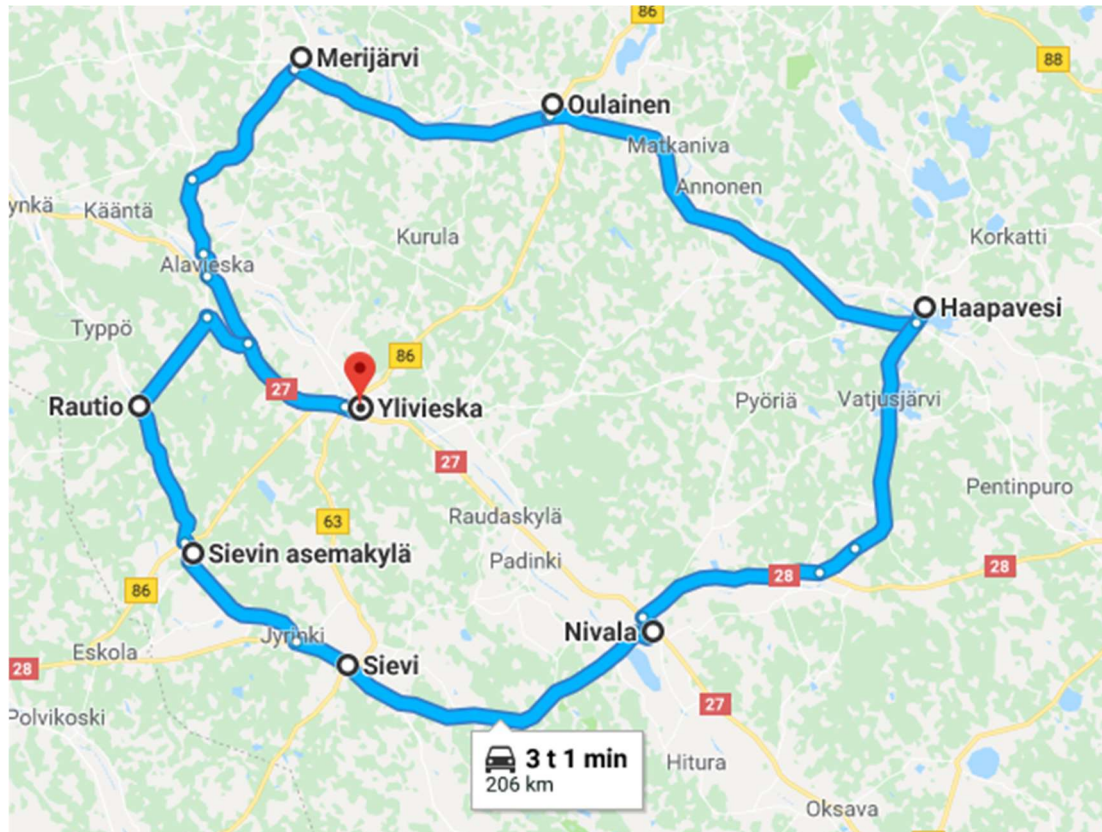 86
88
Merijärvi
Oulainen
Matkaniva
Annonen
ynkä
Kääntä
Kurula
Korkatti
Alavieska
Haapavesi
Typpö
86
27
Rautio
Ylivieska
Pyöriä
Vatjusjärvi
27
Pentinpuro
63
Raudaskylä
Sievin asemakylä
Padinki
28
28
86
Nivala
Jyrinki
Eskola
Sievi
28
27
Polvikoski
3 t 1 min
206 km
Hitura
Oksava